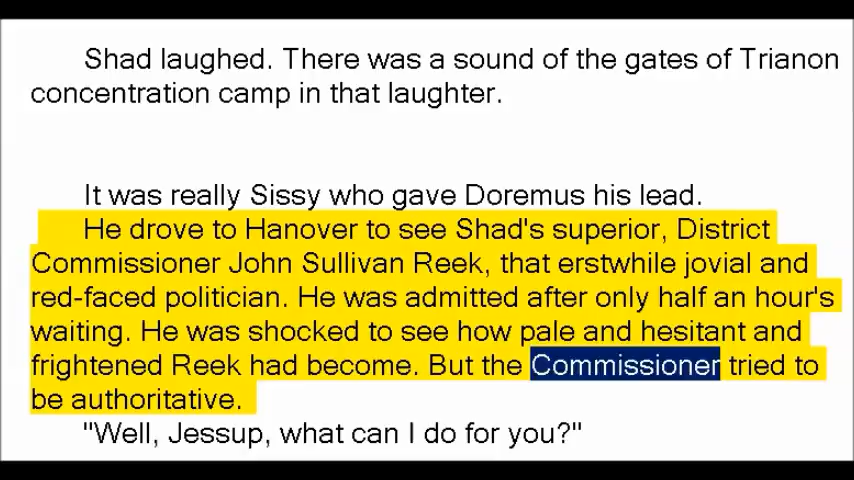 Shad laughed. There was a sound of the gates of Trianon
concentration camp in that laughter.
It was really Sissy who gave Doremus his lead.
He drove to Hanover to see Shad's superior, District
Commissioner John Sullivan Reek, that erstwhile jovial and
red-faced politician. He was admitted after only half an hour's
waiting. He was shocked to see how pale and hesitant and
frightened Reek had become. But the Commissioner tried to
be authoritative.
"Well, Jessup, what can I do for you?"